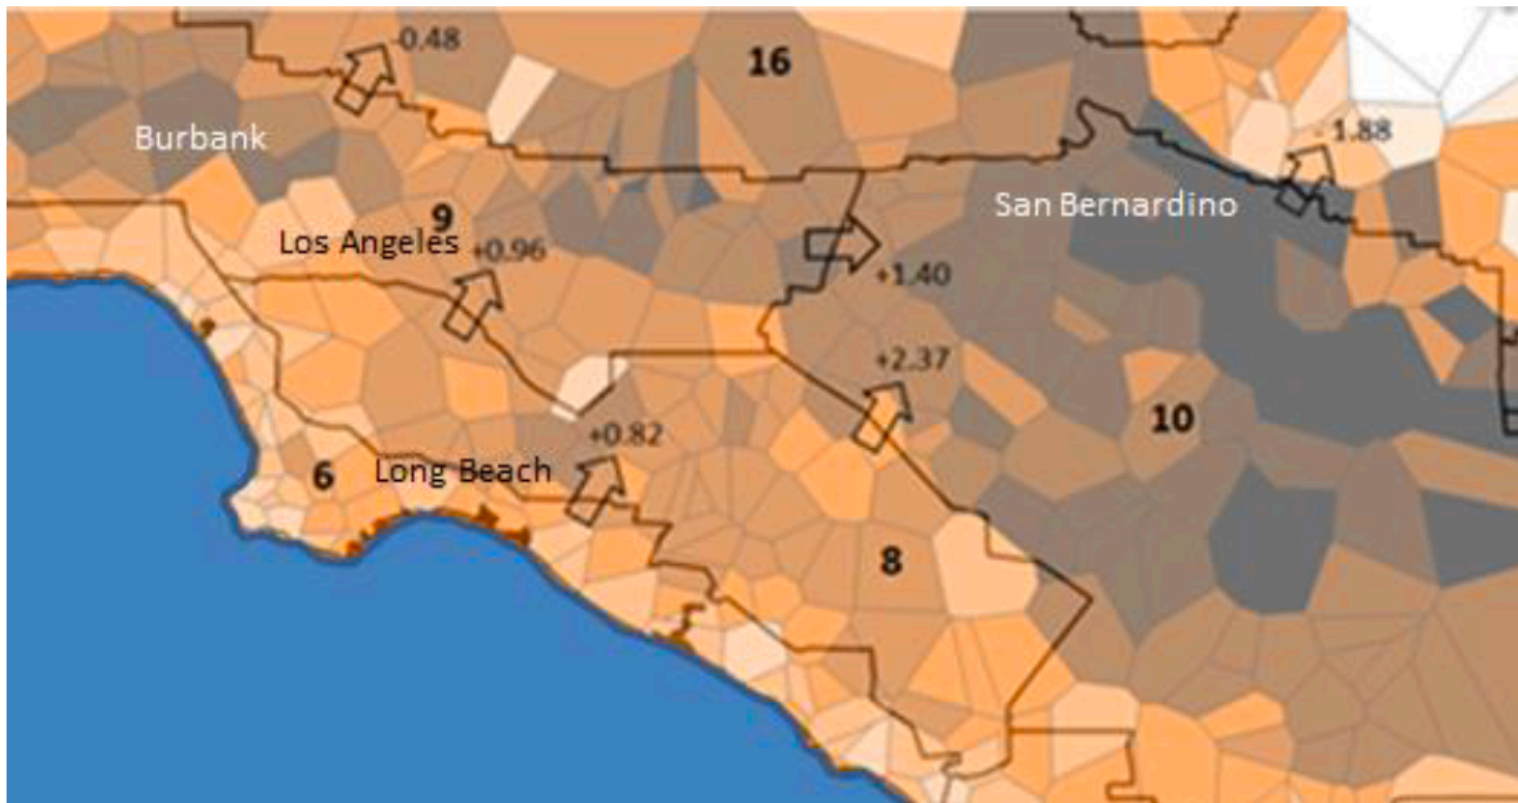 -0.48
16
1.88
Burbank
San Bernardino
9
Los Angeles
+0.96
+1.40
+2.37
10
+0.82
6
Long Beach
8